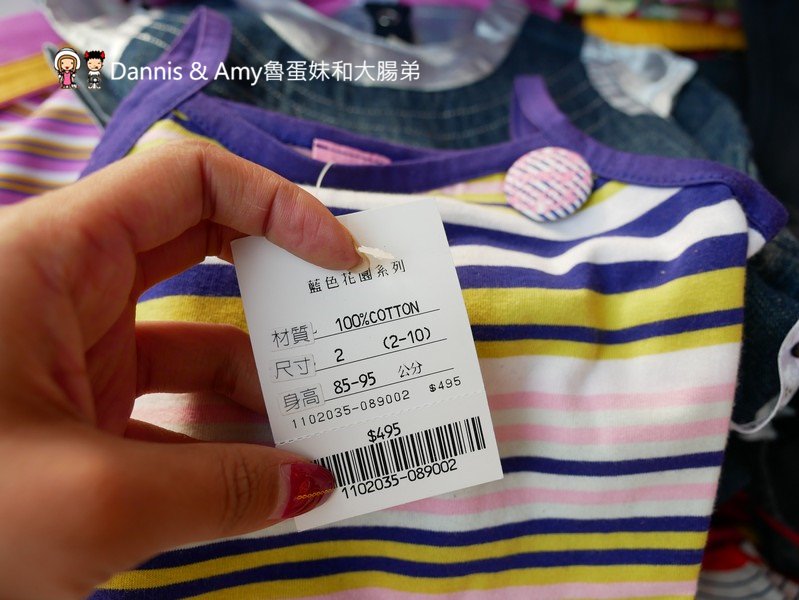 Dannis & Amy魯蛋妹和大腸弟
藍色花園系列
材質 100%COTTON
尺寸 2 (2-10)
身高 85-95 公分
1102035-089002 $495
$495
1102035-089002